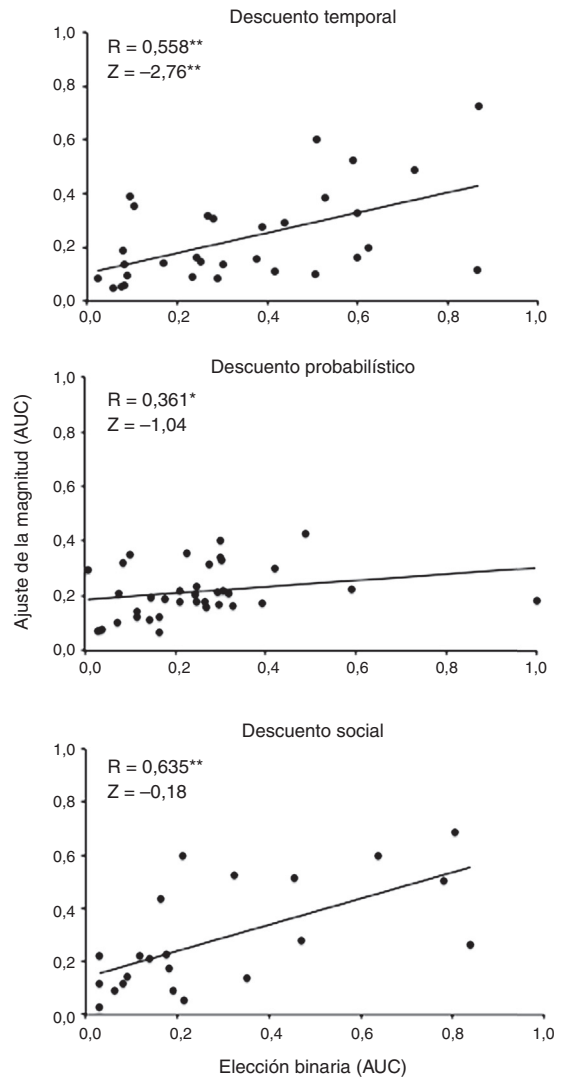 Descuento temporal
1,0
R = 0,558**
Z = –2,76**
0,8
0,6
0,4
0,2
0,0
0,0 0,2 0,4 0,6 0,8 1,0
Descuento probabilístico
1,0
R = 0,361*
Z = –1,04
0,8
0,6
0,4
0,2
0,0
0,0 0,2 0,4 0,6 0,8 1,0
Ajuste de la magnitud (AUC)
Descuento social
1,0
R = 0,635**
Z = –0,18
0,8
0,6
0,4
0,2
0,0
0,0 0,2 0,4 0,6 0,8 1,0
Elección binaria (AUC)